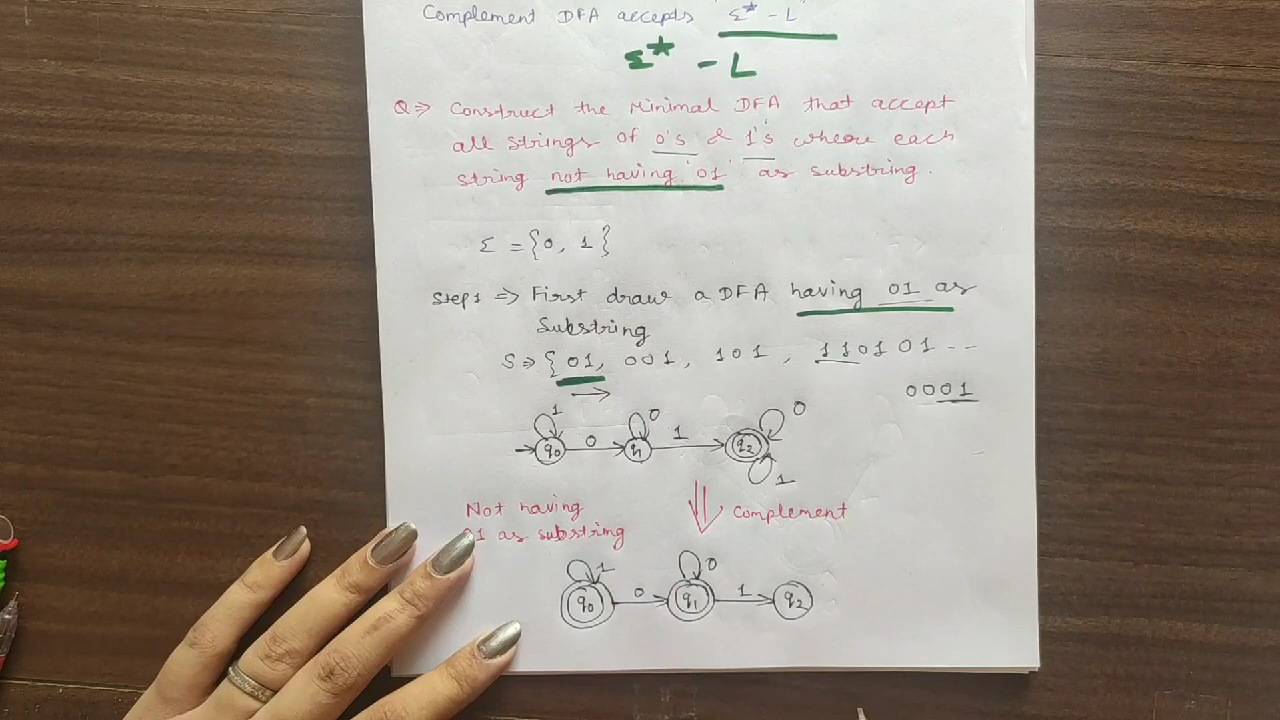 Complement DFA accepts 'Σ* - L'
Σ* - L
Q⇒ Construct the Minimal DFA that accept
all strings of 0's & 1's where each
string not having '01' as substring.
Σ = {0, 1}
Step1 ⇒ First draw a DFA having 01 as
Substring
S ⇒ { 01, 001, 101, 110101 --
0001
1 0 0
0 1
q0 q1 q2
1
Not having
01 as substring
complement
1 0
0 1
q0 q1 q2